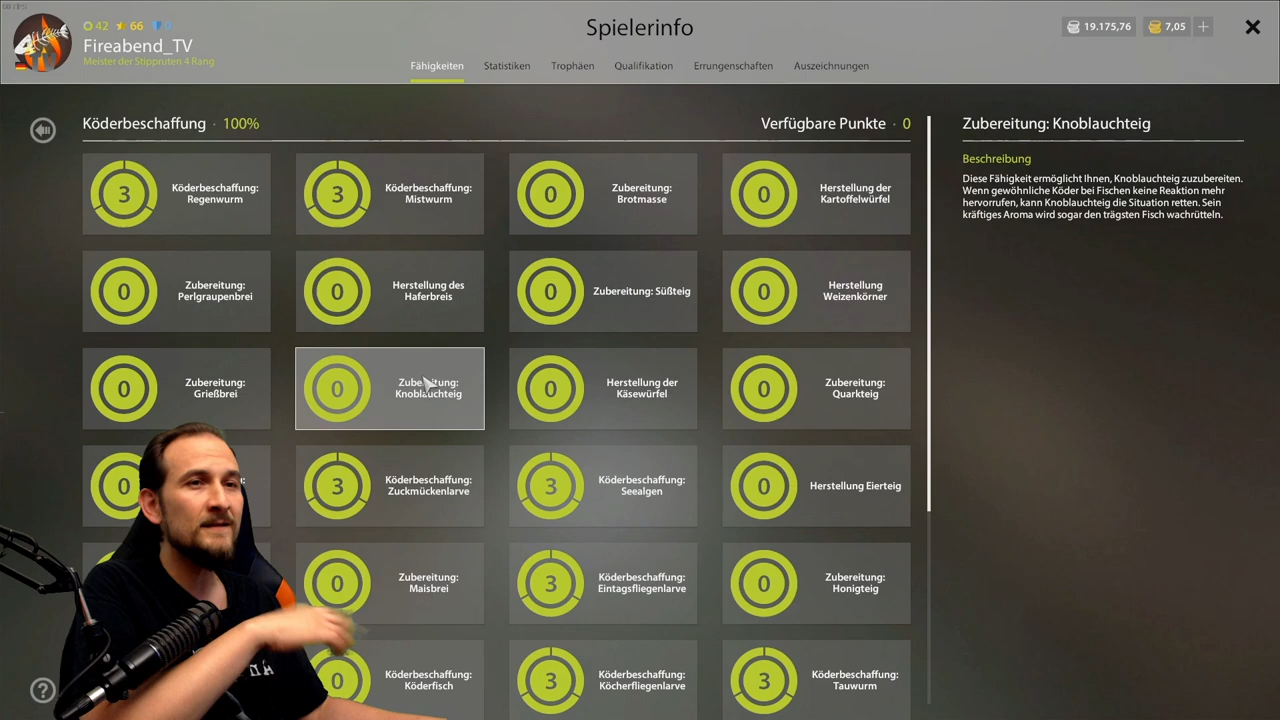 60 FPS
42 66 0
Fireabend_TV
Meister der Stippruten 4 Rang
Spielerinfo
19.175,76 7,05 +
Fähigkeiten Statistiken Trophäen Qualifikation Errungenschaften Auszeichnungen
Köderbeschaffung · 100%
Verfügbare Punkte · 0
3 Köderbeschaffung:
Regenwurm
3 Köderbeschaffung:
Mistwurm
0 Zubereitung:
Brotmasse
0 Herstellung der
Kartoffelwürfel
0 Zubereitung:
Perlgraupenbrei
0 Herstellung des
Haferbreis
0 Zubereitung: Süßteig
0 Herstellung
Weizenkörner
0 Zubereitung:
Grießbrei
0 Zubereitung:
Knoblauchteig
0 Herstellung der
Käsewürfel
0 Zubereitung:
Quarkteig
0
3 Köderbeschaffung:
Zuckmückenlarve
3 Köderbeschaffung:
Seealgen
0 Herstellung Eierteig
0 Zubereitung:
Maisbrei
3 Köderbeschaffung:
Eintagsfliegenlarve
0 Zubereitung:
Honigteig
0 Köderbeschaffung:
Köderfisch
3 Köderbeschaffung:
Köcherfliegenlarve
3 Köderbeschaffung:
Tauwurm
Zubereitung: Knoblauchteig
Beschreibung
Diese Fähigkeit ermöglicht Ihnen, Knoblauchteig zuzubereiten.
Wenn gewöhnliche Köder bei Fischen keine Reaktion mehr
hervorrufen, kann Knoblauchteig die Situation retten. Sein
kräftiges Aroma wird sogar den trägsten Fisch wachrütteln.
?